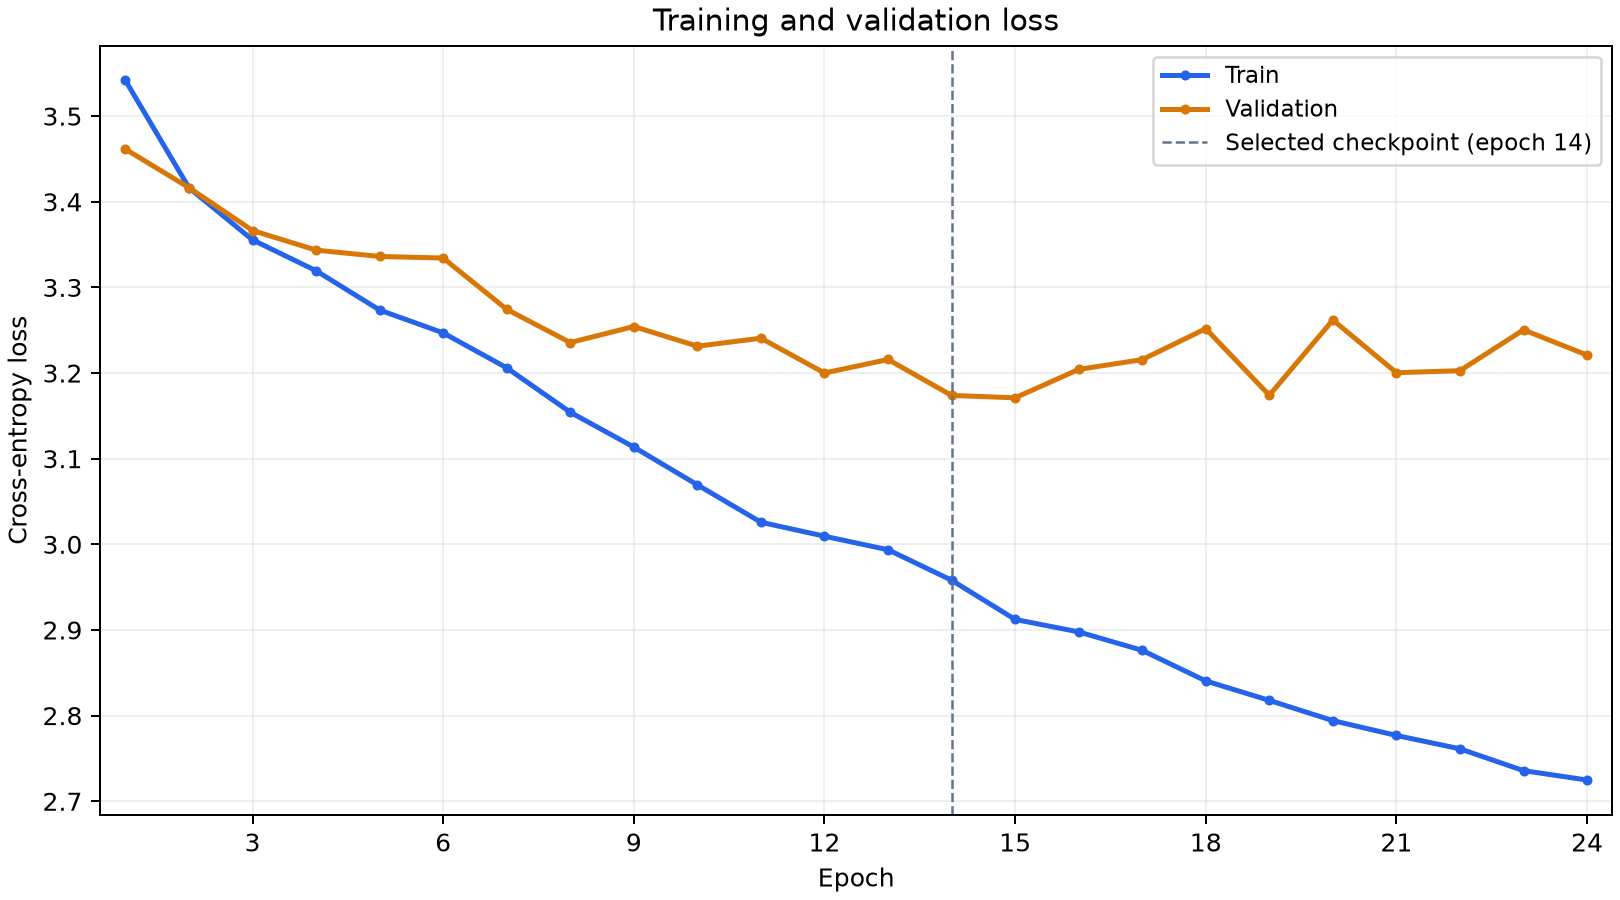 Training and validation loss
Train
Validation
Selected checkpoint (epoch 14)
Cross-entropy loss
3.5
3.4
3.3
3.2
3.1
3.0
2.9
2.8
2.7
3 6 9 12 15 18 21 24
Epoch